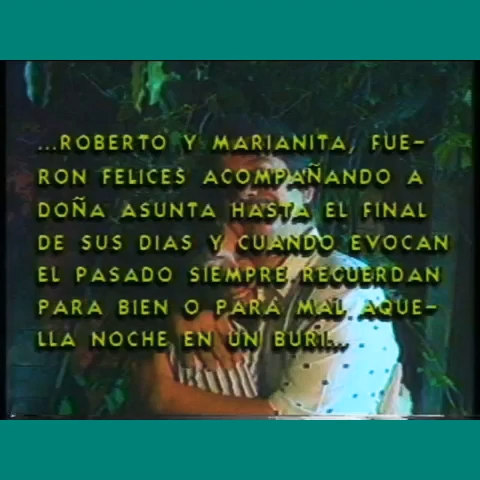 ...ROBERTO Y MARIANITA, FUE-
RON FELICES ACOMPAÑANDO A
DOÑA ASUNTA HASTA EL FINAL
DE SUS DIAS Y CUANDO EVOCAN
EL PASADO SIEMPRE RECUERDAN
PARA BIEN O PARA MAL AQUE-
LLA NOCHE EN UN BURI...